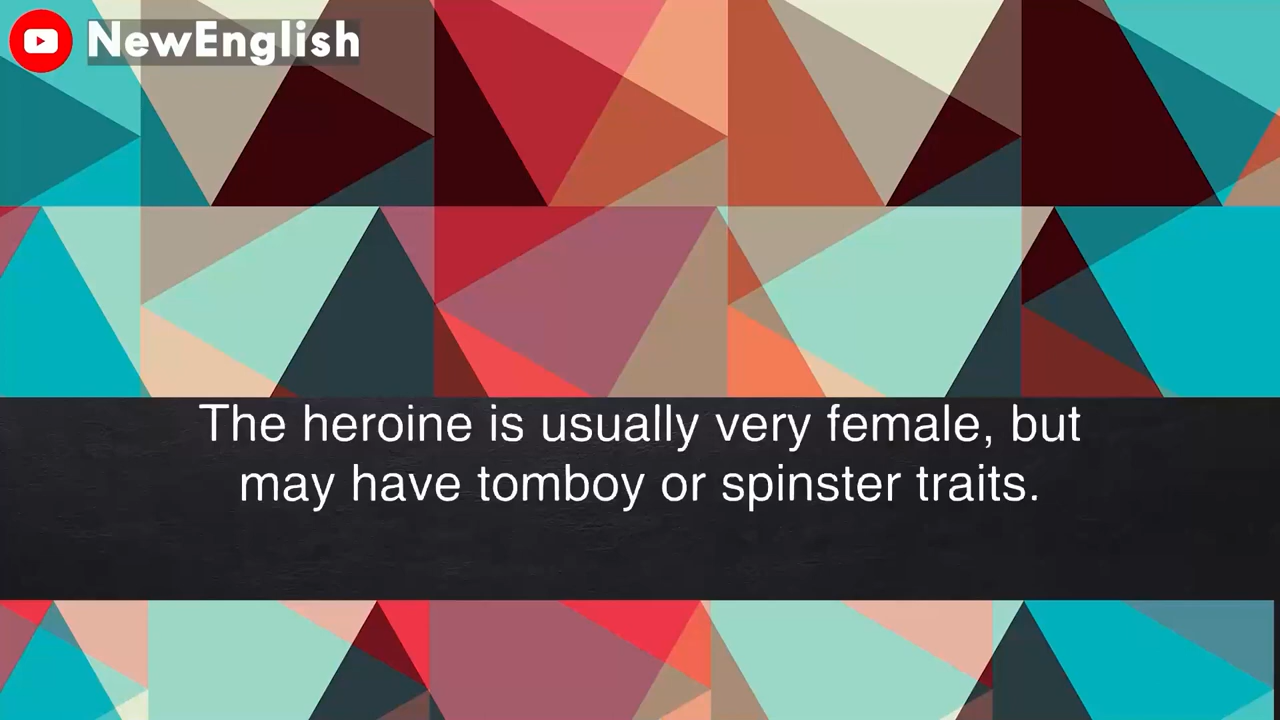 NewEnglish
The heroine is usually very female, but
may have tomboy or spinster traits.